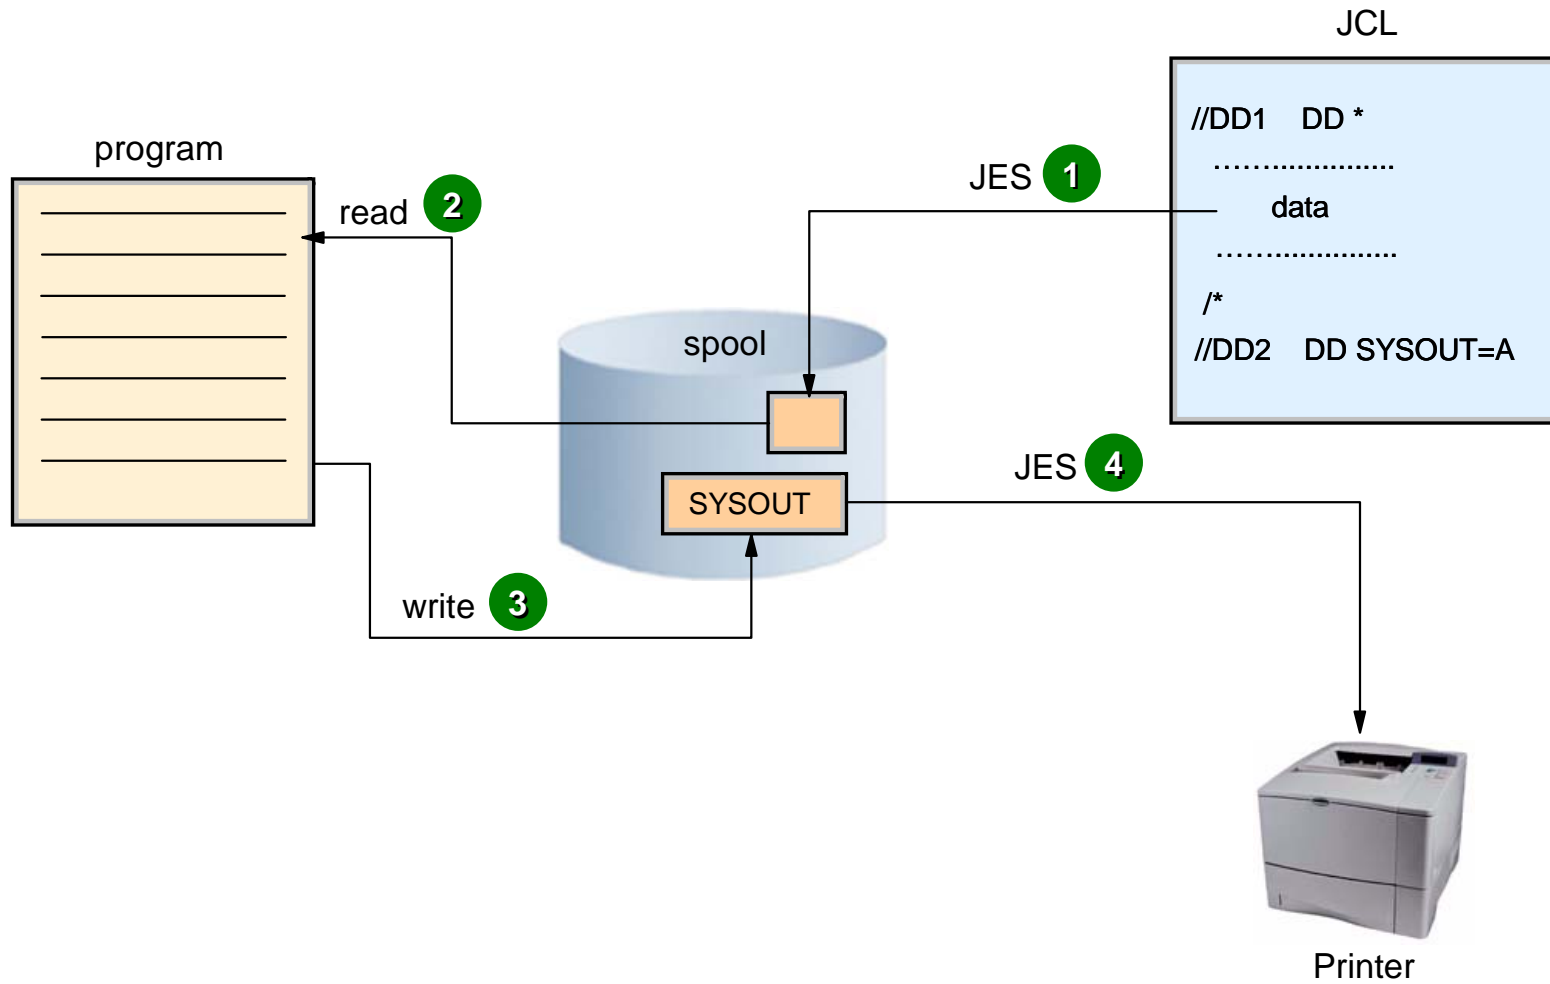 JCL
//DD1 DD *
.......................
data
.......................
/*
//DD2 DD SYSOUT=A
program
JES 1
read 2
spool
SYSOUT
JES 4
write 3
Printer